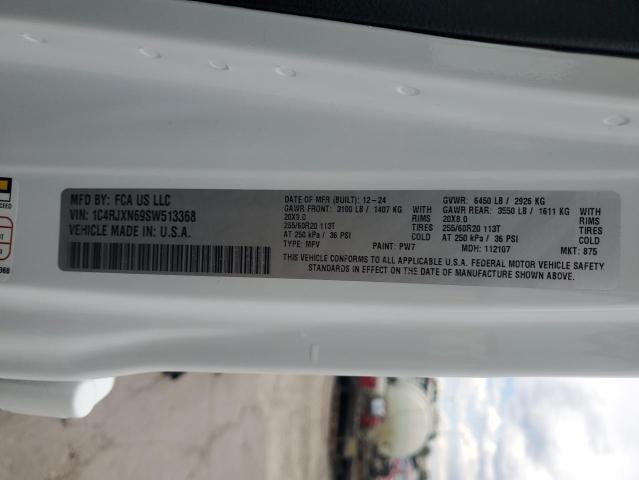 MFD BY: FCA US LLC
VIN: 1C4RJXN69SW513368
VEHICLE MADE IN: U.S.A.
DATE OF MFR (BUILT): 12-24 GVWR: 6450 LB / 2926 KG
GAWR FRONT: 3100 LB / 1407 KG WITH GAWR REAR: 3550 LB / 1611 KG WITH
20X8.0 RIMS 20X8.0 RIMS
255/60R20 113T TIRES 255/60R20 113T TIRES
AT 250 kPa / 36 PSI COLD AT 250 kPa / 36 PSI COLD
TYPE: MPV PAINT: PW7 MDH: 112107 MKT: 875
THIS VEHICLE CONFORMS TO ALL APPLICABLE U.S.A. FEDERAL MOTOR VEHICLE SAFETY
STANDARDS IN EFFECT ON THE DATE OF MANUFACTURE SHOWN ABOVE.